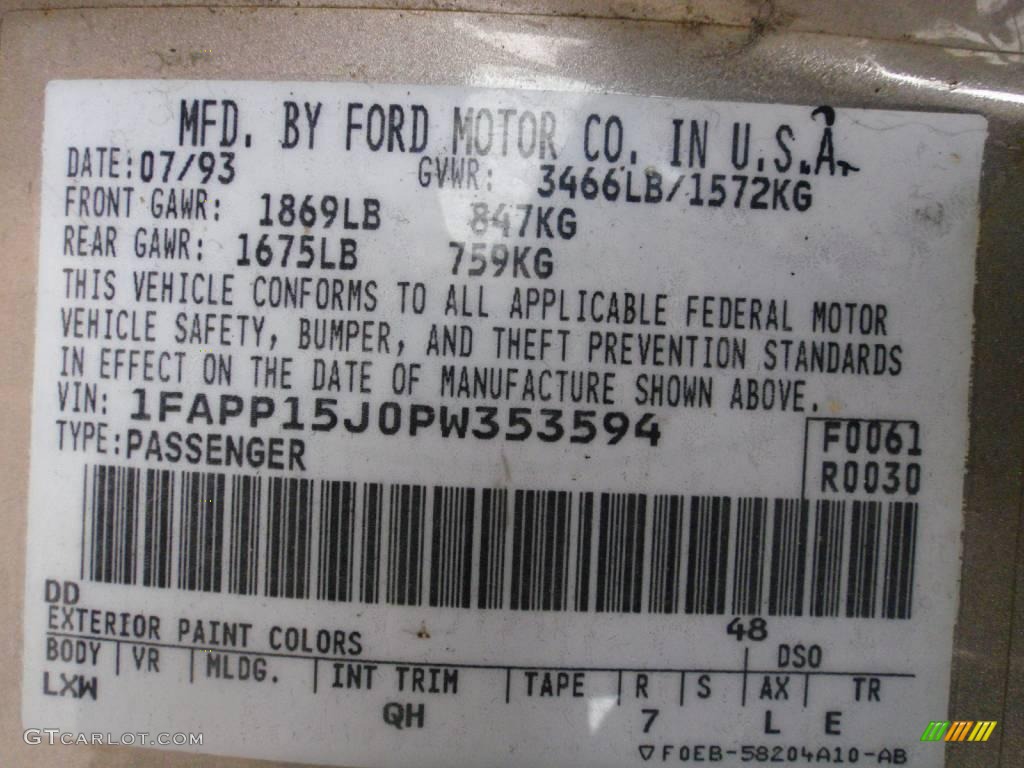 MFD. BY FORD MOTOR CO. IN U.S.A.
DATE: 07/93 GVWR: 3466LB/1572KG
FRONT GAWR: 1869LB 847KG
REAR GAWR: 1675LB 759KG
THIS VEHICLE CONFORMS TO ALL APPLICABLE FEDERAL MOTOR
VEHICLE SAFETY, BUMPER, AND THEFT PREVENTION STANDARDS
IN EFFECT ON THE DATE OF MANUFACTURE SHOWN ABOVE.
VIN: 1FAPP15J0PW353594
TYPE: PASSENGER
F0061
R0030
DD
EXTERIOR PAINT COLORS 48 DSO
BODY VR MLDG. INT TRIM TAPE R S AX TR
LXW QH 7 L E
▽F0EB-58204A10-AB
GTCARLOT.COM